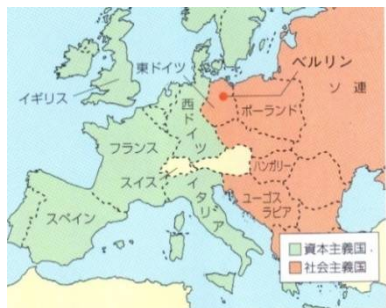 東ドイツ
ベルリン
イギリス
ソ連
西ドイツ
ポーランド
フランス
ハンガリー
スイス
イタリア
ユーゴス
ラビア
スペイン
資本主義国
社会主義国